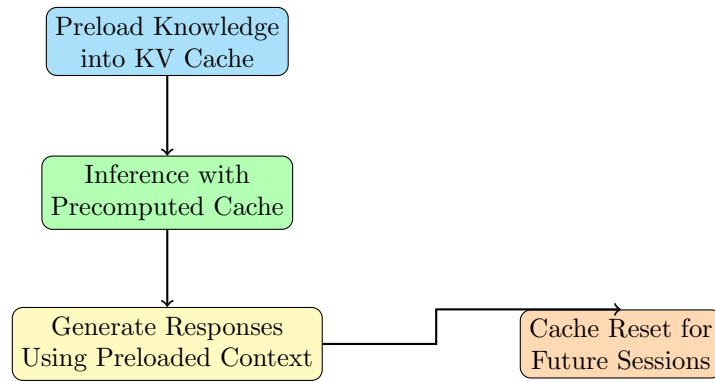 Preload Knowledge
into KV Cache
Inference with
Precomputed Cache
Generate Responses
Using Preloaded Context
Cache Reset for
Future Sessions